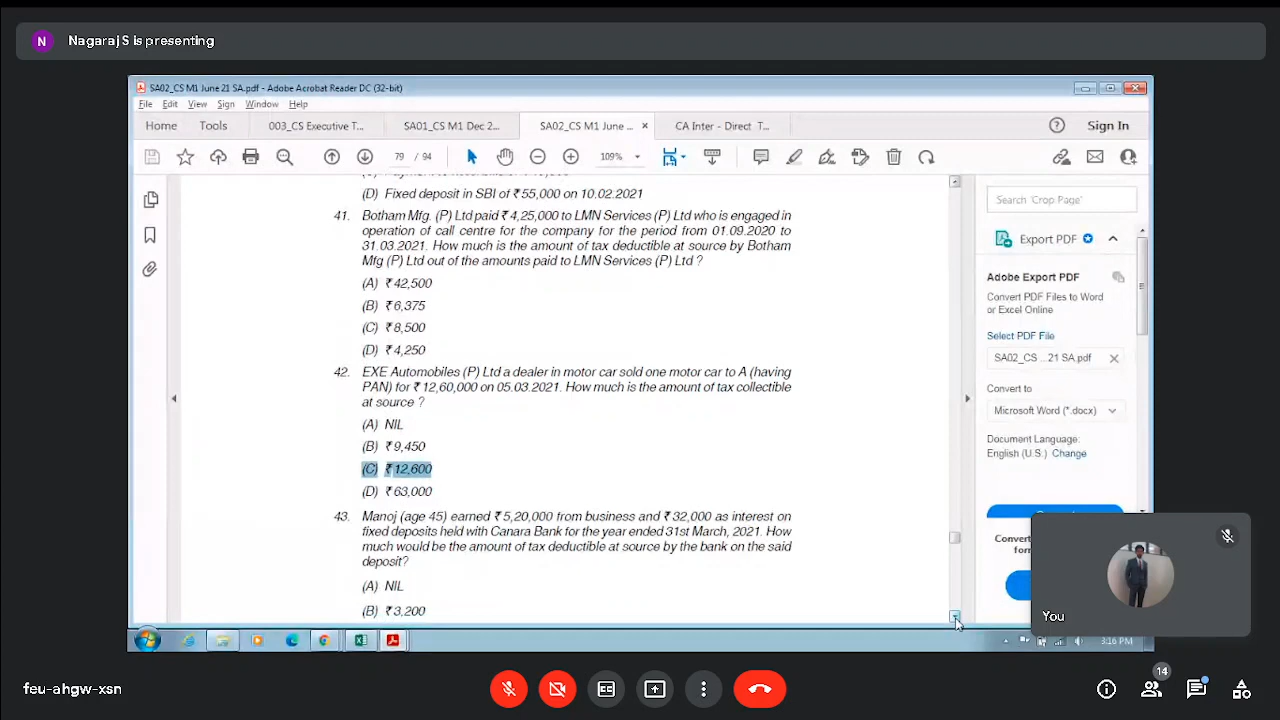 N Nagaraj S is presenting
SA02_CS M1 June 21 SA.pdf - Adobe Acrobat Reader DC (32-bit)
File Edit View Sign Window Help
Home Tools 003_CS Executive T... SA01_CS M1 Dec 2... SA02_CS M1 June ... × CA Inter - Direct T... ? Sign In
79 / 94 109%
(D) Fixed deposit in SBI of ₹ 55,000 on 10.02.2021
41. Botham Mfg. (P) Ltd paid ₹ 4,25,000 to LMN Services (P) Ltd who is engaged in
operation of call centre for the company for the period from 01.09.2020 to
31.03.2021. How much is the amount of tax deductible at source by Botham
Mfg (P) Ltd out of the amounts paid to LMN Services (P) Ltd ?
(A) ₹ 42,500
(B) ₹ 6,375
(C) ₹ 8,500
(D) ₹ 4,250
42. EXE Automobiles (P) Ltd a dealer in motor car sold one motor car to A (having
PAN) for ₹ 12,60,000 on 05.03.2021. How much is the amount of tax collectible
at source ?
(A) NIL
(B) ₹ 9,450
(C) ₹ 12,600
(D) ₹ 63,000
43. Manoj (age 45) earned ₹ 5,20,000 from business and ₹ 32,000 as interest on
fixed deposits held with Canara Bank for the year ended 31st March, 2021. How
much would be the amount of tax deductible at source by the bank on the said
deposit?
(A) NIL
(B) ₹ 3,200
Search 'Crop Page'
Export PDF
Adobe Export PDF
Convert PDF Files to Word
or Excel Online
Select PDF File
SA02_CS ...21 SA.pdf ×
Convert to
Microsoft Word (*.docx)
Document Language:
English (U.S.) Change
You
3:16 PM
feu-ahgw-xsn
14